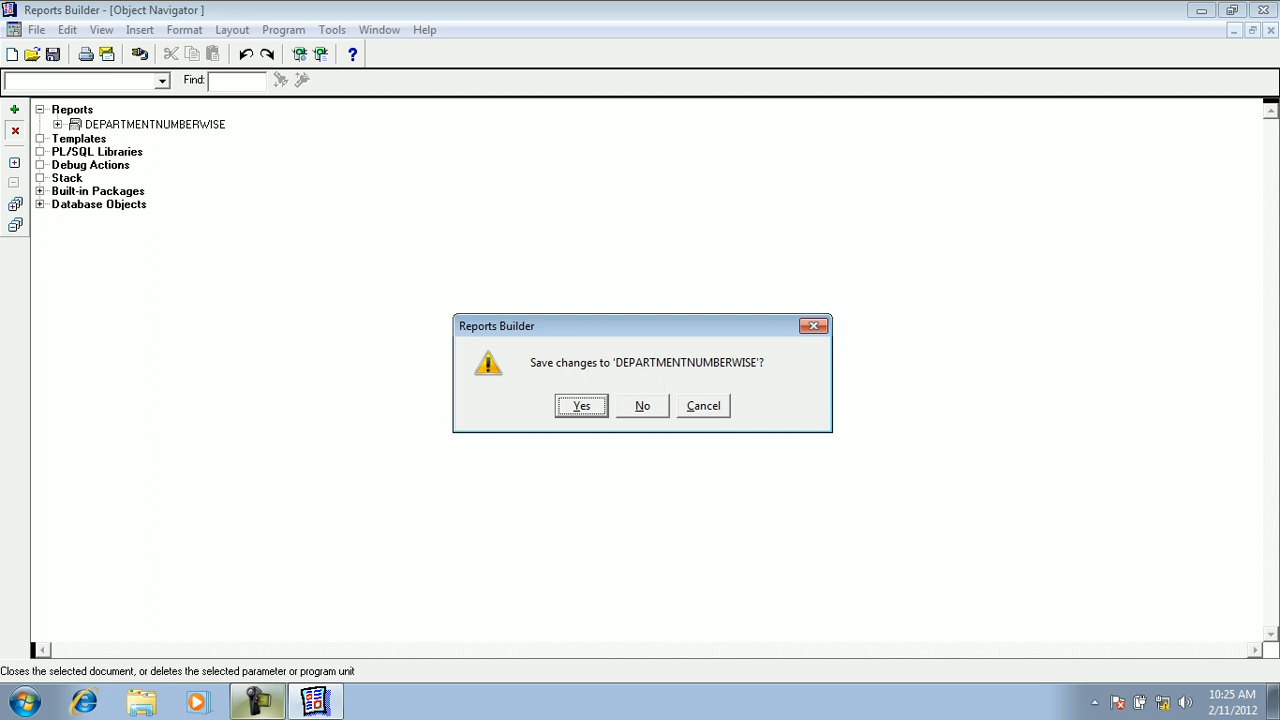 Reports Builder - [Object Navigator ]
File Edit View Insert Format Layout Program Tools Window Help
Find:
Reports
DEPARTMENTNUMBERWISE
Templates
PL/SQL Libraries
Debug Actions
Stack
Built-in Packages
Database Objects
Reports Builder
Save changes to 'DEPARTMENTNUMBERWISE'?
Yes No Cancel
Closes the selected document, or deletes the selected parameter or program unit
10:25 AM
2/11/2012